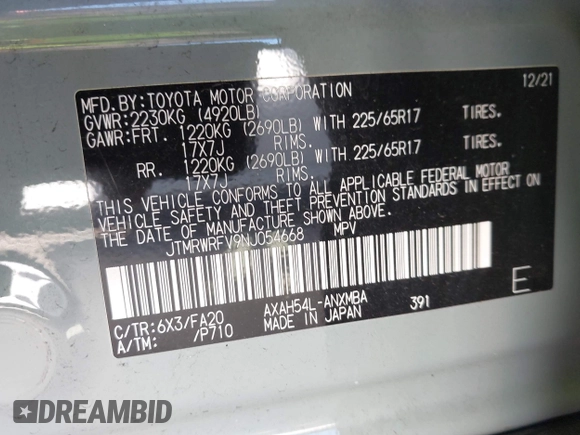 MFD.BY:TOYOTA MOTOR CORPORATION 12/21
GVWR:2230KG (4920LB)
GAWR:FRT. 1220KG (2690LB) WITH 225/65R17 TIRES.
17X7J RIMS.
RR. 1220KG (2690LB) WITH 225/65R17 TIRES.
17X7J RIMS.
THIS VEHICLE CONFORMS TO ALL APPLICABLE FEDERAL MOTOR
VEHICLE SAFETY AND THEFT PREVENTION STANDARDS IN EFFECT ON
THE DATE OF MANUFACTURE SHOWN ABOVE.
JTMRWRFV9NJ054668 MPV
C/TR:6X3/FA20 AXAH54L-ANXMBA 391 E
A/TM: /P710 MADE IN JAPAN
DREAMBID